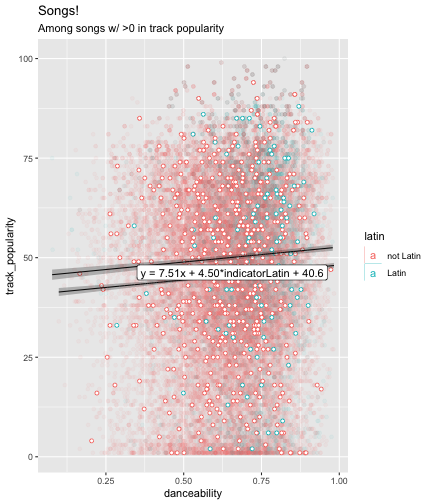 Songs!
Among songs w/ >0 in track popularity
100
75
50
25
0
track_popularity
y = 7.51x + 4.50*indicatorLatin + 40.6
0.25
0.50
0.75
1.00
danceability
latin
a not Latin
a Latin